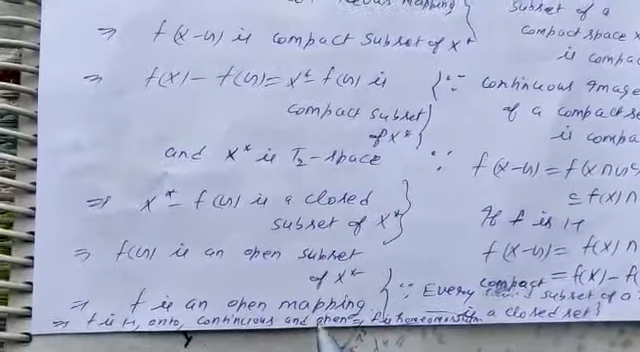 mapping
subset of a
compact space X
⇒ f(X-U) is compact subset of X*
is compac
⇒ f(X) - f(U) = X* - f(U) is
∵ continuous image
compact subset
of a compact se
of X*
is compa
and X* is T₂-space
∵ f(X-U) = f(X∩U
⇒ X* - f(U) is a closed
⊆ f(X)∩
subset of X*
If f is 1-1
⇒ f(U) is an open subset
f(X-U) = f(X)∩
of X*
= f(X) - f(
⇒ f is an open mapping
∵ Every compact subset of a
⇒ f is 1-1, onto, continuous and open ⇒ f is homeomorphism
is a closed set}